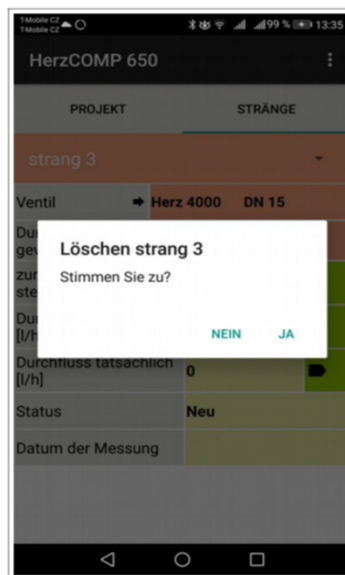 T-Mobile CZ
T-Mobile CZ
99 % 13:35
HerzCOMP 650
PROJEKT STRÄNGE
strang 3
Ventil Herz 4000 DN 15
Löschen strang 3
Stimmen Sie zu?
NEIN JA
[l/h]
Durchfluss tatsächlich 0
[l/h]
Status Neu
Datum der Messung